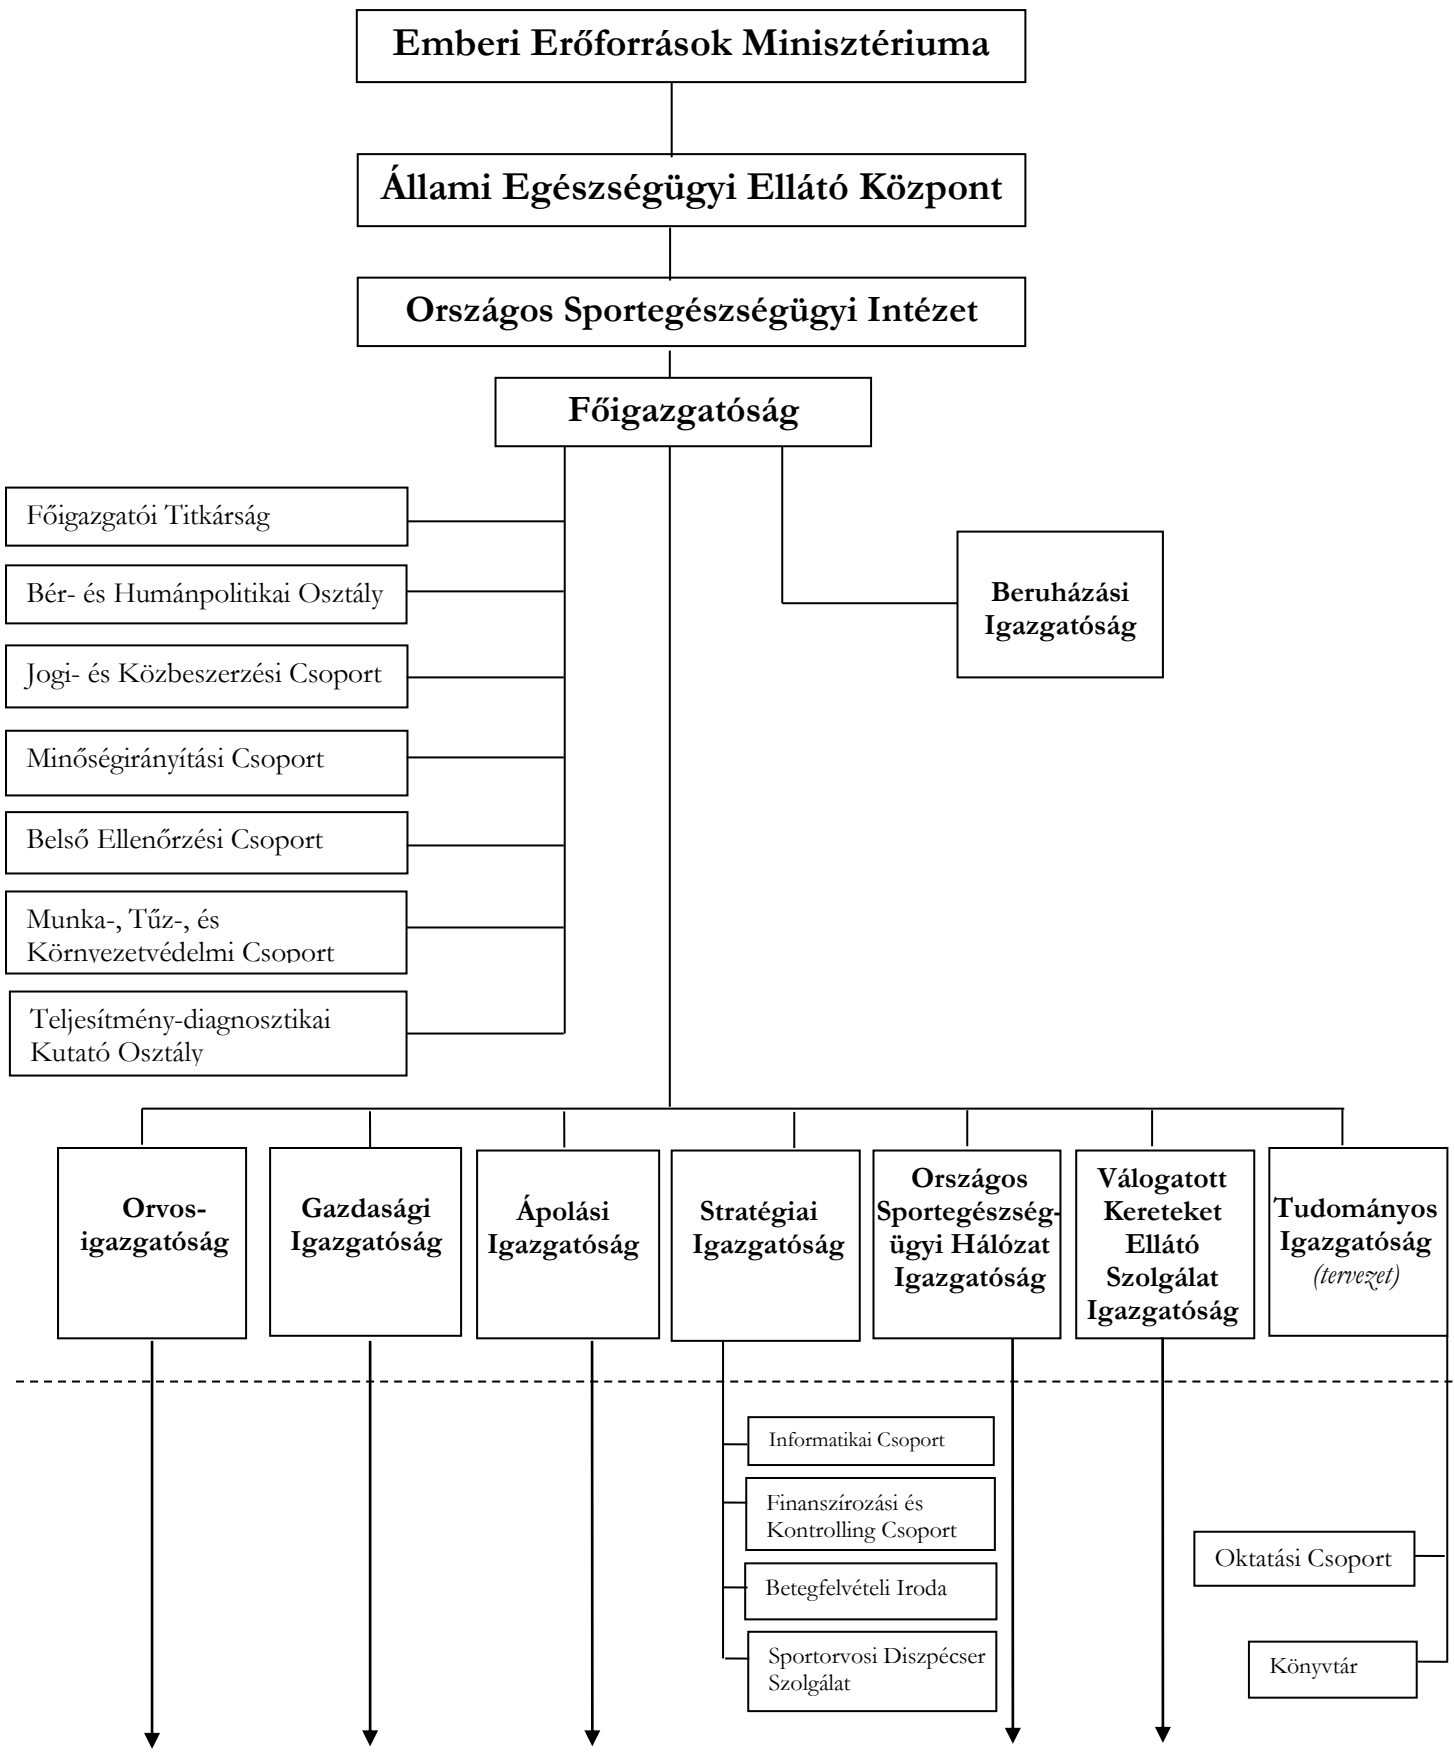 Emberi Erőforrások Minisztériuma
Állami Egészségügyi Ellátó Központ
Országos Sportegészségügyi Intézet
Főigazgatóság
Főigazgatói Titkárság
Bér- és Humánpolitikai Osztály
Jogi- és Közbeszerzési Csoport
Minőségirányítási Csoport
Belső Ellenőrzési Csoport
Munka-, Tűz-, és
Környezetvédelmi Csoport
Teljesítmény-diagnosztikai
Kutató Osztály
Beruházási
Igazgatóság
Orvos-
igazgatóság
Gazdasági
Igazgatóság
Ápolási
Igazgatóság
Stratégiai
Igazgatóság
Országos
Sportegészség-
ügyi Hálózat
Igazgatóság
Válogatott
Kereteket
Ellátó
Szolgálat
Igazgatóság
Tudományos
Igazgatóság
(tervezet)
Informatikai Csoport
Finanszírozási és
Kontrolling Csoport
Betegfelvételi Iroda
Sportorvosi Diszpécser
Szolgálat
Oktatási Csoport
Könyvtár